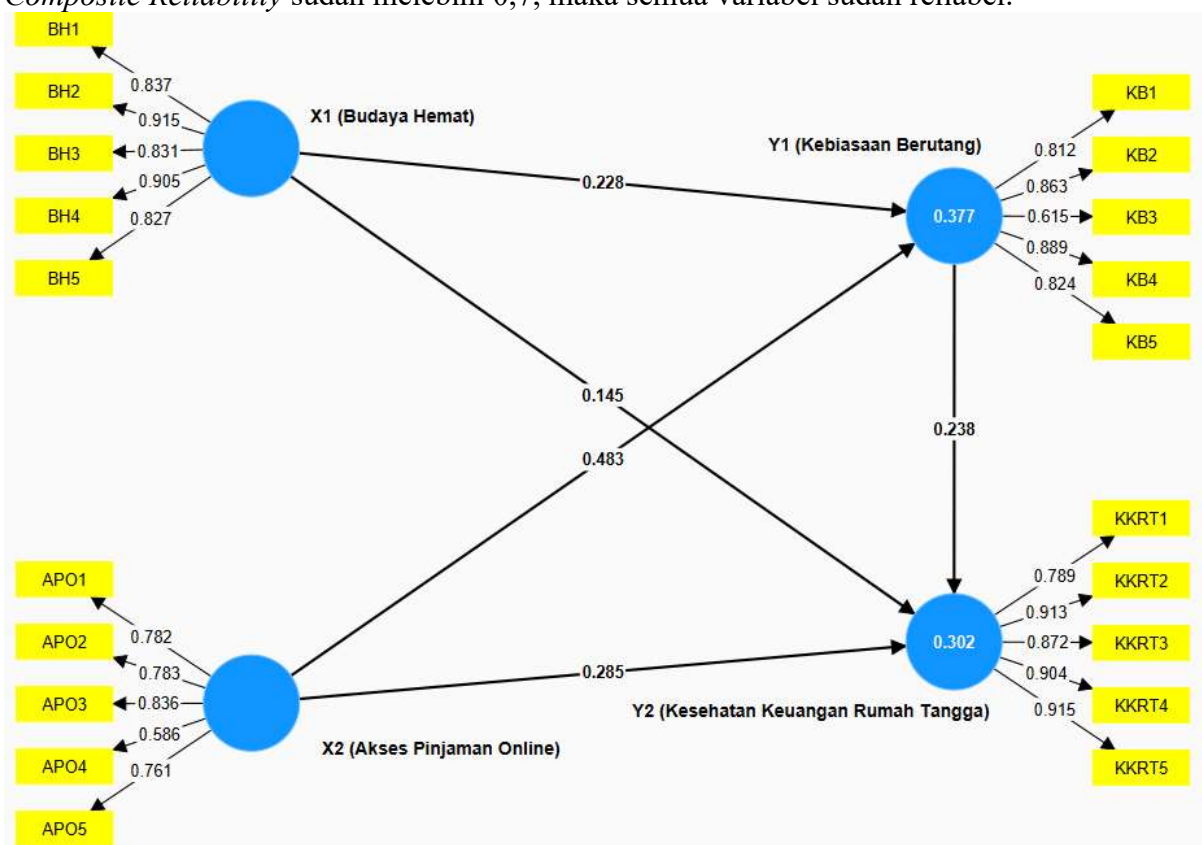 Composite Reliability sudah melebihi 0,7, maka semua variabel sudah reliabel.
BH1
BH2
BH3
BH4
BH5
0.837
0.915
0.831
0.905
0.827
X1 (Budaya Hemat)
0.228
0.145
0.483
0.285
0.238
Y1 (Kebiasaan Berutang)
0.377
0.812
0.863
0.615
0.889
0.824
KB1
KB2
KB3
KB4
KB5
APO1
APO2
APO3
APO4
APO5
0.782
0.783
0.836
0.586
0.761
X2 (Akses Pinjaman Online)
0.302
Y2 (Kesehatan Keuangan Rumah Tangga)
0.789
0.913
0.872
0.904
0.915
KKRT1
KKRT2
KKRT3
KKRT4
KKRT5